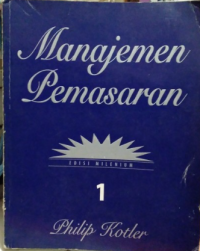 Manajemen
Pemasaran
EDISI MILENIUM
1
Philip Kotler